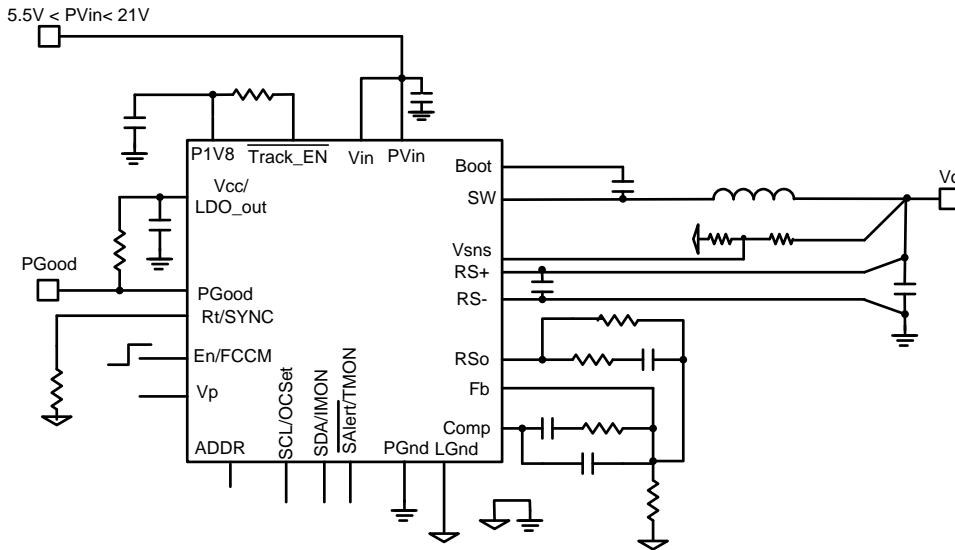 5.5V < PVin< 21V
P1V8
Track_EN
Vin
PVin
Vcc/
LDO_out
Boot
SW
Vsns
RS+
RS-
PGood
PGood
Rt/SYNC
En/FCCM
Vp
RSo
Fb
Comp
ADDR
SCL/OCSet
SDA/IMON
SAlert/TMON
PGnd
LGnd